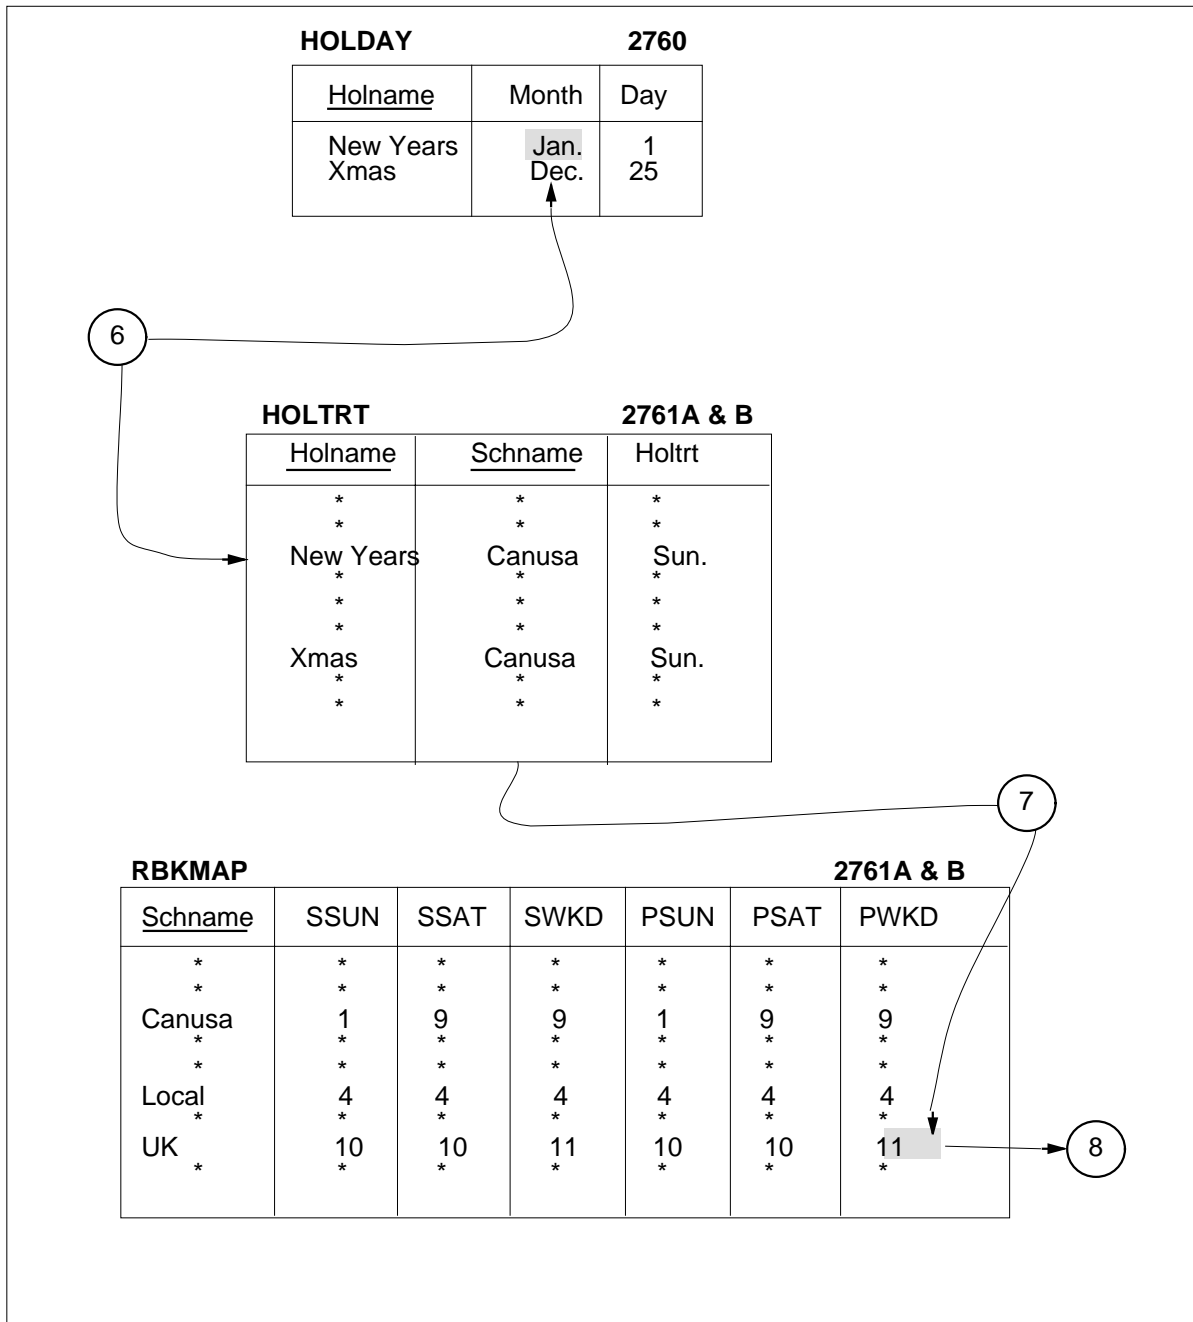 HOLDAY 2760
Holname Month Day
New Years Jan. 1
Xmas Dec. 25
6
HOLTRT 2761A & B
Holname Schname Holtrt
* * *
* * *
New Years Canusa Sun.
* * *
* * *
* * *
Xmas Canusa Sun.
* * *
* * *
7
RBKMAP 2761A & B
Schname SSUN SSAT SWKD PSUN PSAT PWKD
* * * * * * *
* * * * * * *
Canusa 1 9 9 1 9 9
* * * * * * *
* * * * * * *
Local 4 4 4 4 4 4
* * * * * * *
UK 10 10 11 10 10 11
* * * * * * *
8